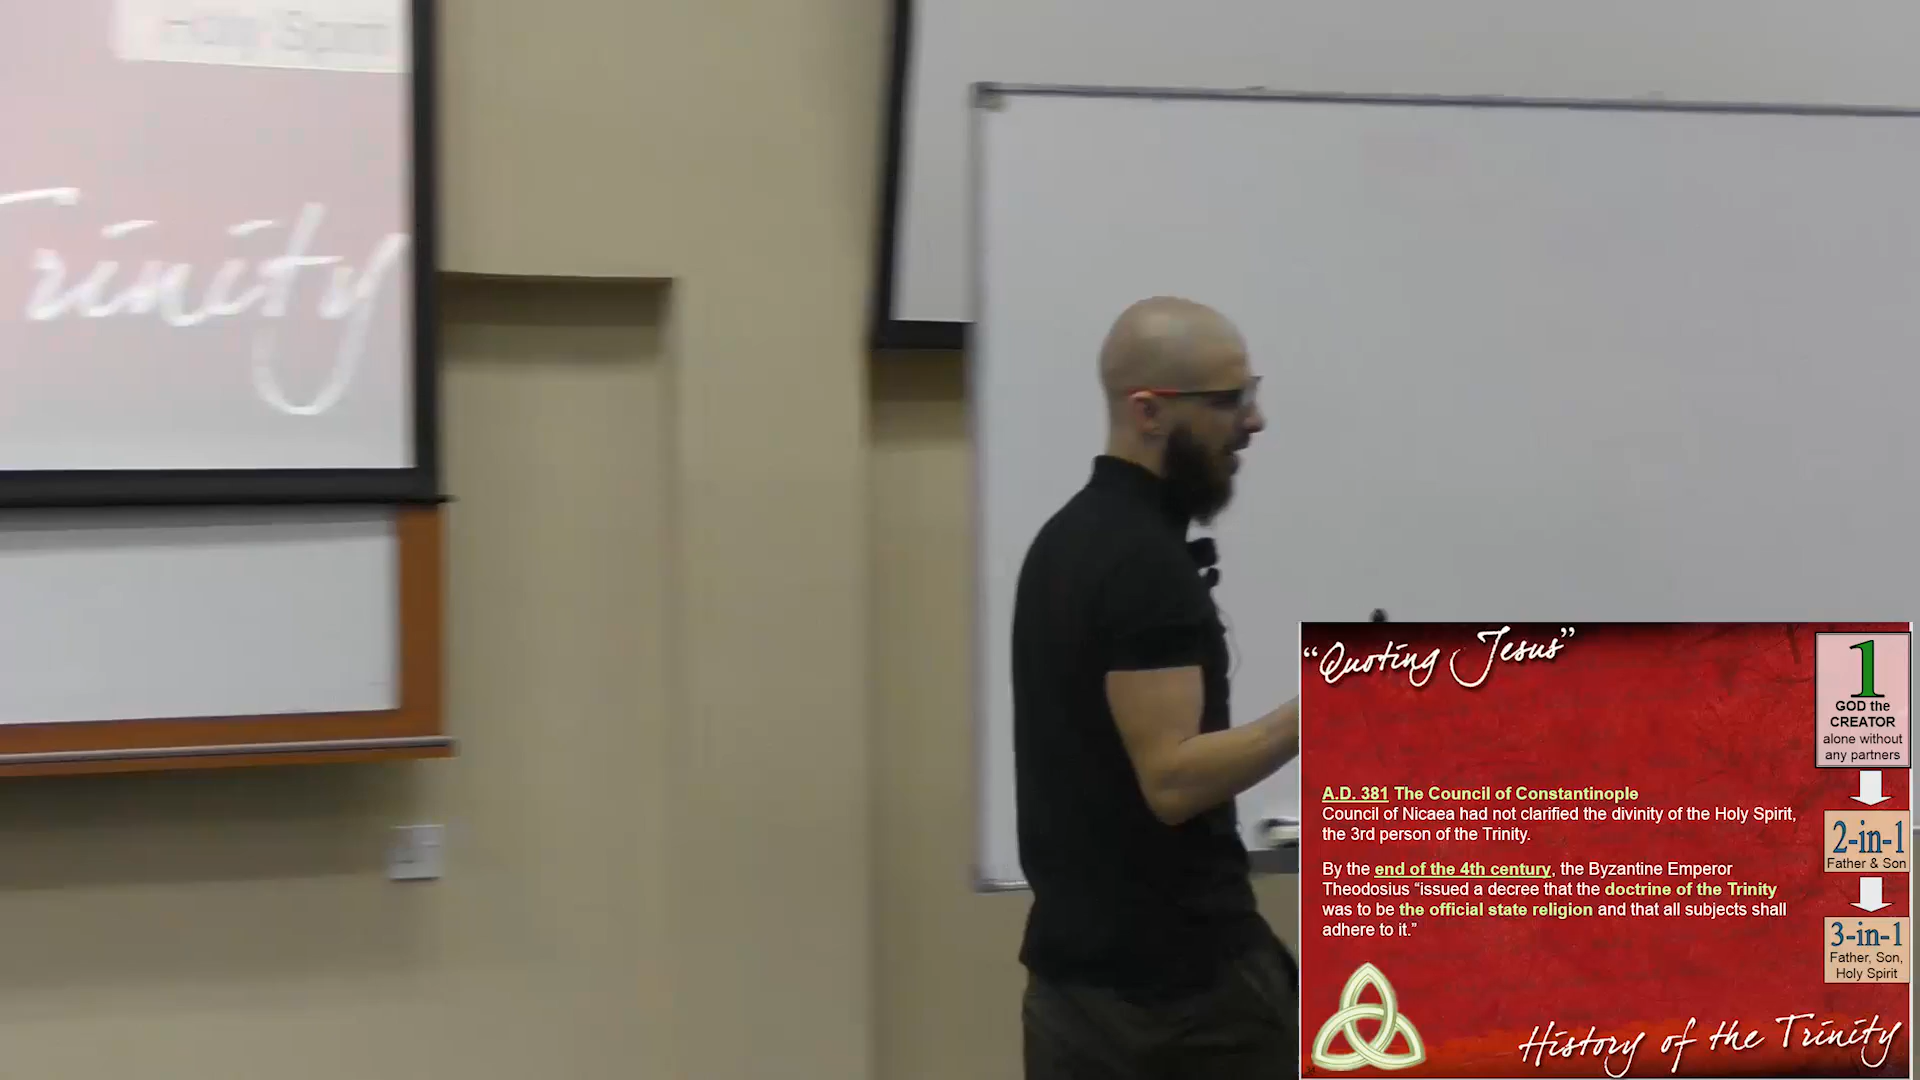 Holy Spirit
Trinity
“Quoting Jesus”
1
GOD the
CREATOR
alone without
any partners
A.D. 381 The Council of Constantinople
Council of Nicaea had not clarified the divinity of the Holy Spirit,
the 3rd person of the Trinity.
By the end of the 4th century, the Byzantine Emperor
Theodosius “issued a decree that the doctrine of the Trinity
was to be the official state religion and that all subjects shall
adhere to it.”
2-in-1
Father & Son
3-in-1
Father, Son,
Holy Spirit
History of the Trinity